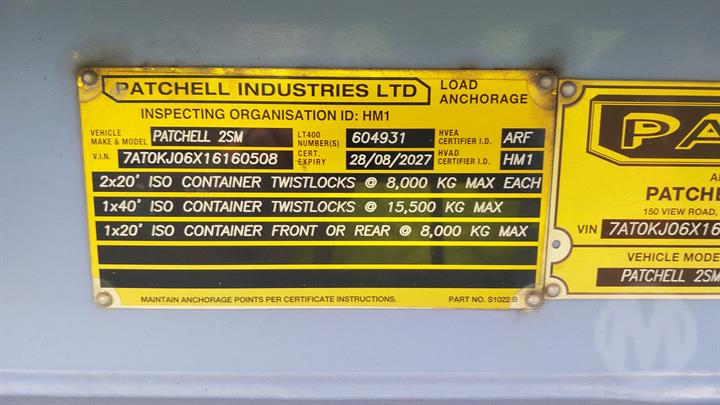 PATCHELL INDUSTRIES LTD
LOAD ANCHORAGE
INSPECTING ORGANISATION ID: HM1
VEHICLE MAKE & MODEL PATCHELL 2SM LT400 NUMBER(S) 604931 HVEA CERTIFIER I.D. ARF
V.I.N. 7AT0KJ06X16160508 CERT. EXPIRY 28/08/2027 HVAD CERTIFIER I.D. HM1
2x20' ISO CONTAINER TWISTLOCKS @ 8,000 KG MAX EACH
1x40' ISO CONTAINER TWISTLOCKS @ 15,500 KG MAX
1x20' ISO CONTAINER FRONT OR REAR @ 8,000 KG MAX
MAINTAIN ANCHORAGE POINTS PER CERTIFICATE INSTRUCTIONS. PART NO. S1022 B
PA
PATCHE
150 VIEW ROAD,
VIN 7AT0KJ06X16
VEHICLE MODE
PATCHELL 2SM
M